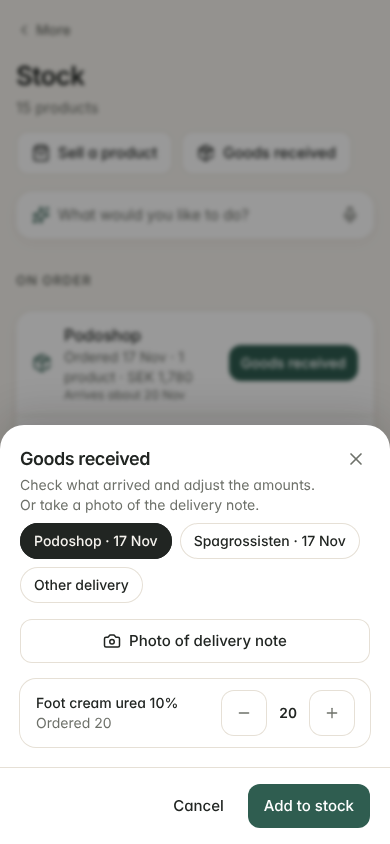 More
Stock
15 products
Sell a product
Goods received
What would you like to do?
ON ORDER
Podoshop
Ordered 17 Nov · 1
product · SEK 1,780
Arrives about 20 Nov
Goods received
Goods received
Check what arrived and adjust the amounts.
Or take a photo of the delivery note.
Podoshop · 17 Nov
Spagrossisten · 17 Nov
Other delivery
Photo of delivery note
Foot cream urea 10%
Ordered 20
20
Cancel
Add to stock